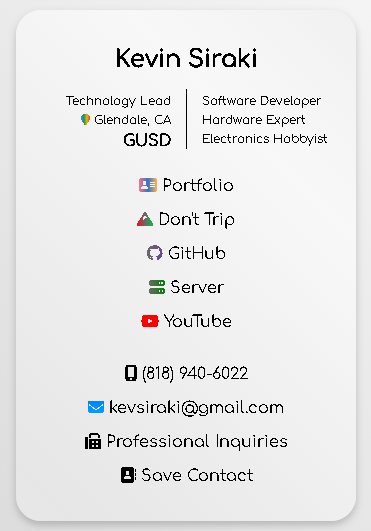 Kevin Siraki
Technology Lead
Glendale, CA
GUSD
Software Developer
Hardware Expert
Electronics Hobbyist
Portfolio
Don't Trip
GitHub
Server
YouTube
(818) 940-6022
kevsiraki@gmail.com
Professional Inquiries
Save Contact